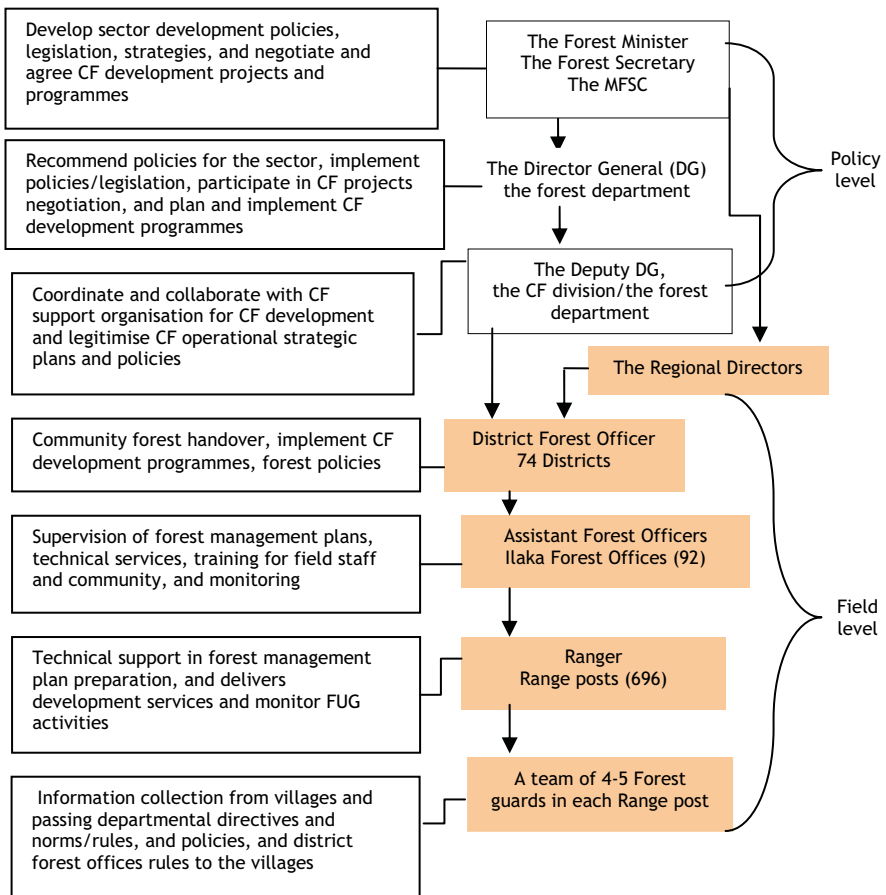 Develop sector development policies,
legislation, strategies, and negotiate and
agree CF development projects and
programmes
The Forest Minister
The Forest Secretary
The MFSC
Recommend policies for the sector, implement
policies/legislation, participate in CF projects
negotiation, and plan and implement CF
development programmes
The Director General (DG)
the forest department
Policy
level
Coordinate and collaborate with CF
support organisation for CF development
and legitimise CF operational strategic
plans and policies
The Deputy DG,
the CF division/the forest
department
The Regional Directors
Community forest handover, implement CF
development programmes, forest policies
District Forest Officer
74 Districts
Supervision of forest management plans,
technical services, training for field staff
and community, and monitoring
Assistant Forest Officers
Ilaka Forest Offices (92)
Field
level
Technical support in forest management
plan preparation, and delivers
development services and monitor FUG
activities
Ranger
Range posts (696)
Information collection from villages and
passing departmental directives and
norms/rules, and policies, and district
forest offices rules to the villages
A team of 4-5 Forest
guards in each Range post